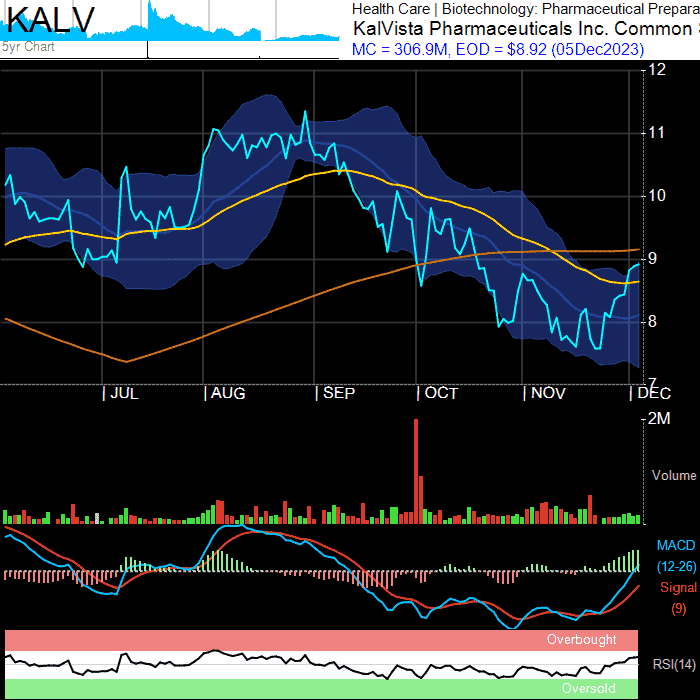 KALV
5yr Chart
Health Care | Biotechnology: Pharmaceutical Prepara
KalVista Pharmaceuticals Inc. Common
MC = 306.9M, EOD = $8.92 (05Dec2023)
12
11
10
9
8
7
| JUL | AUG | SEP | OCT | NOV | DEC
2M
Volume
MACD
(12-26)
Signal
(9)
Overbought
RSI(14)
Oversold